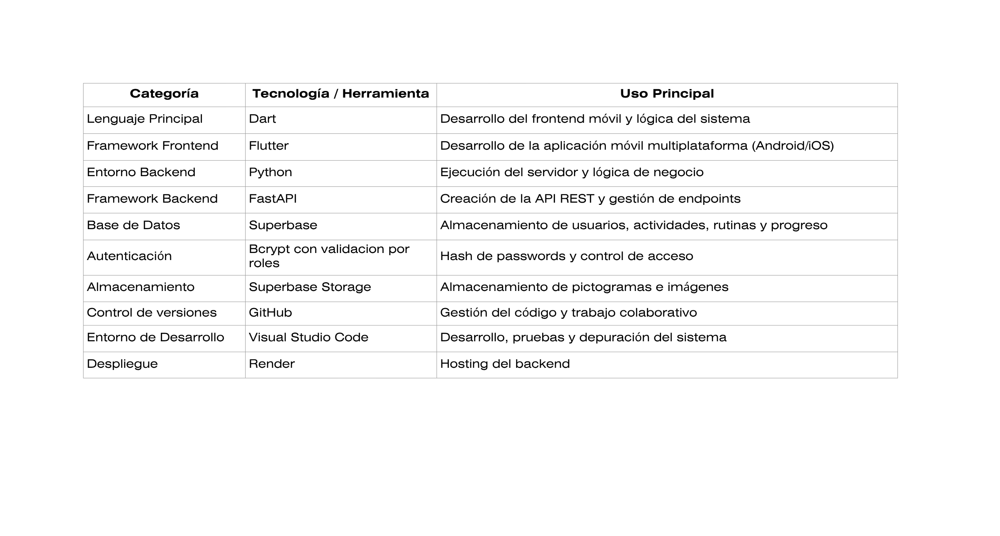 Categoría Tecnología / Herramienta Uso Principal
Lenguaje Principal Dart Desarrollo del frontend móvil y lógica del sistema
Framework Frontend Flutter Desarrollo de la aplicación móvil multiplataforma (Android/iOS)
Entorno Backend Python Ejecución del servidor y lógica de negocio
Framework Backend FastAPI Creación de la API REST y gestión de endpoints
Base de Datos Superbase Almacenamiento de usuarios, actividades, rutinas y progreso
Autenticación Bcrypt con validacion por
roles Hash de passwords y control de acceso
Almacenamiento Superbase Storage Almacenamiento de pictogramas e imágenes
Control de versiones GitHub Gestión del código y trabajo colaborativo
Entorno de Desarrollo Visual Studio Code Desarrollo, pruebas y depuración del sistema
Despliegue Render Hosting del backend